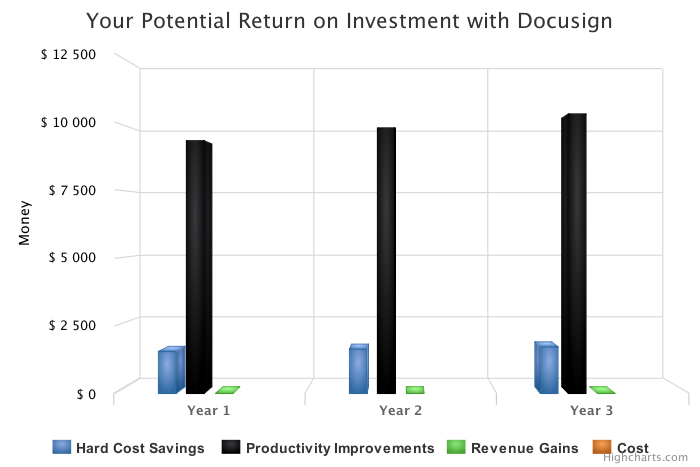 Your Potential Return on Investment with Docusign
$ 12 500
$ 10 000
$ 7 500
$ 5 000
$ 2 500
$ 0
Money
Year 1
Year 2
Year 3
Hard Cost Savings
Productivity Improvements
Revenue Gains
Cost
Highcharts.com